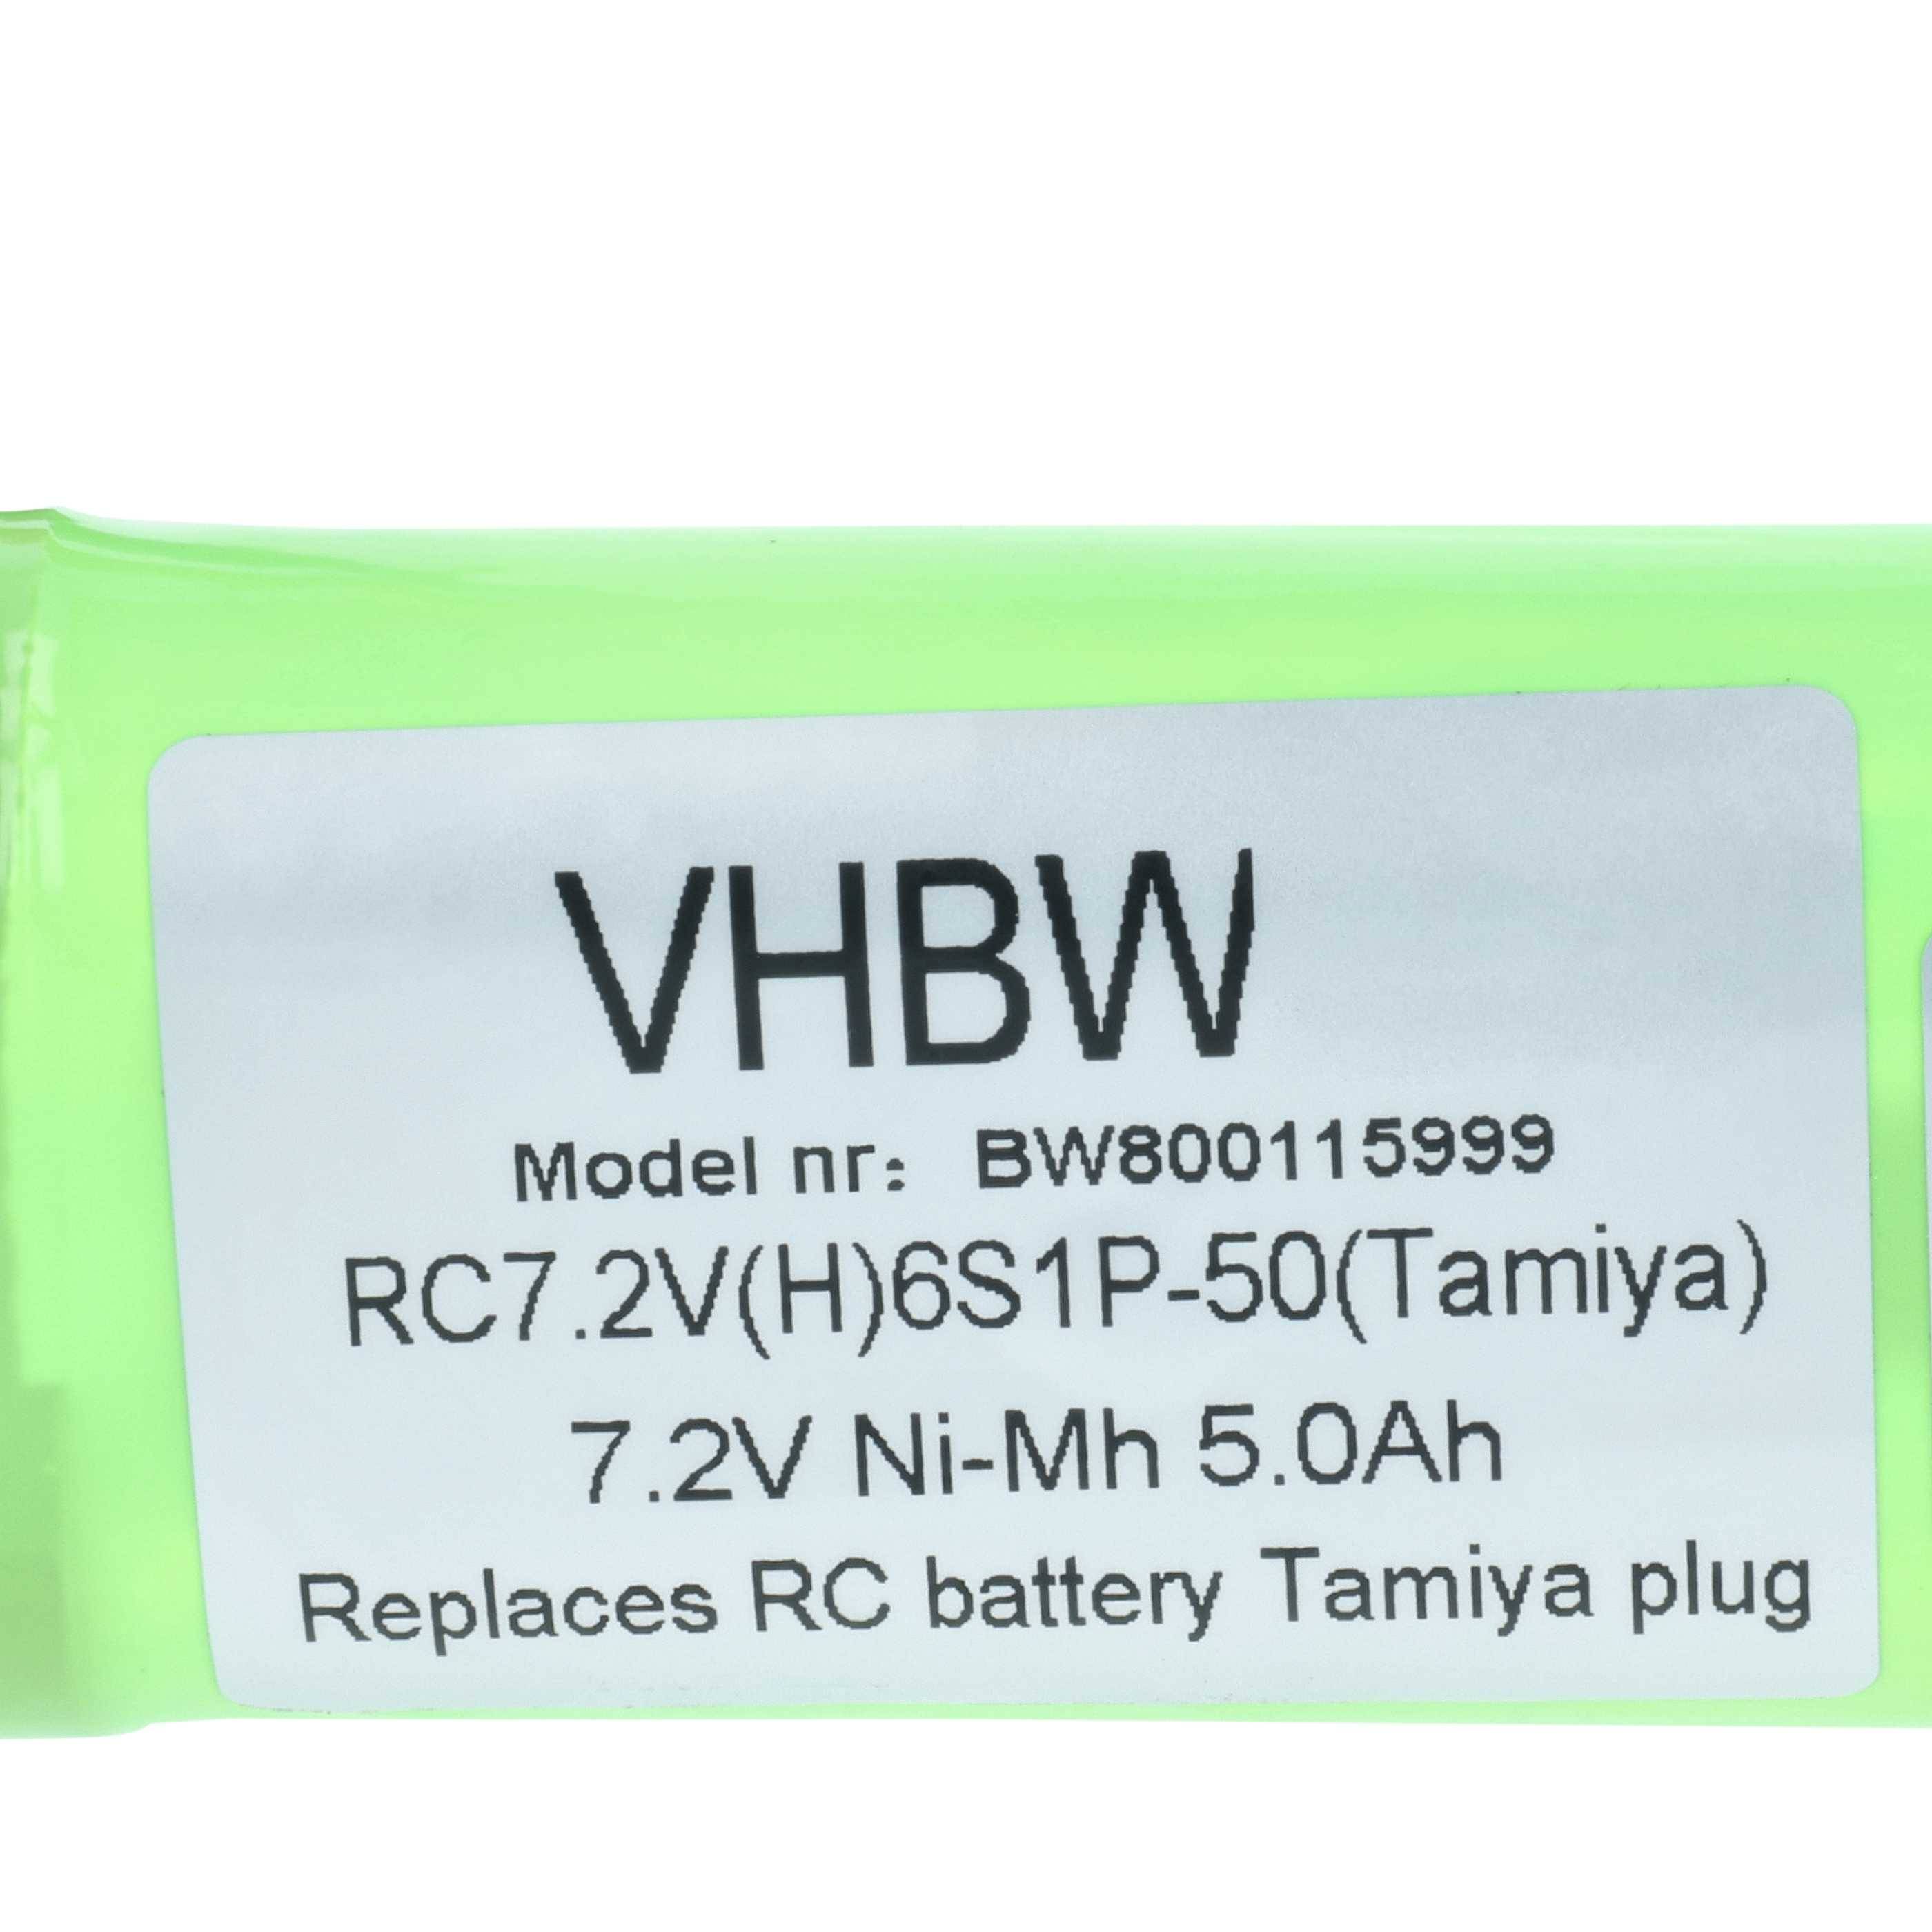 VHBW
Model nr: BW800115999
RC7.2V(H)6S1P-50(Tamiya)
7.2V Ni-Mh 5.0Ah
Replaces RC battery Tamiya plug